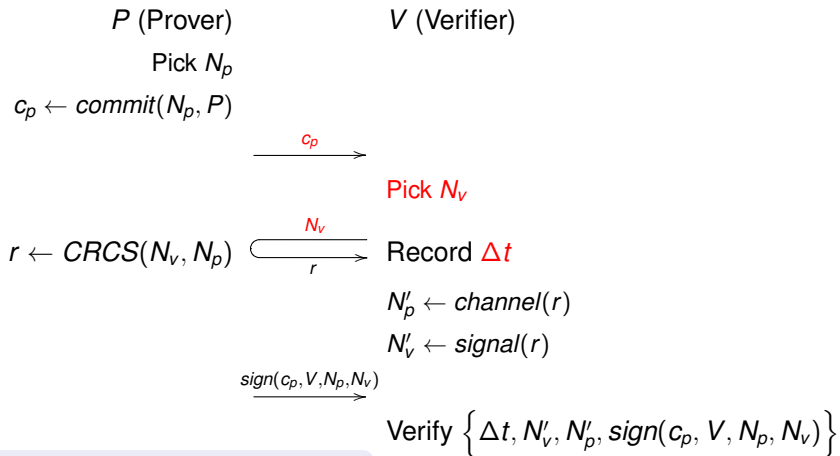 P (Prover) V (Verifier)
Pick N_p
c_p ← commit(N_p, P)
c_p
Pick N_v
N_v
r ← CRCS(N_v, N_p) Record Δt
r
N'_p ← channel(r)
N'_v ← signal(r)
sign(c_p, V, N_p, N_v)
Verify {Δt, N'_v, N'_p, sign(c_p, V, N_p, N_v)}